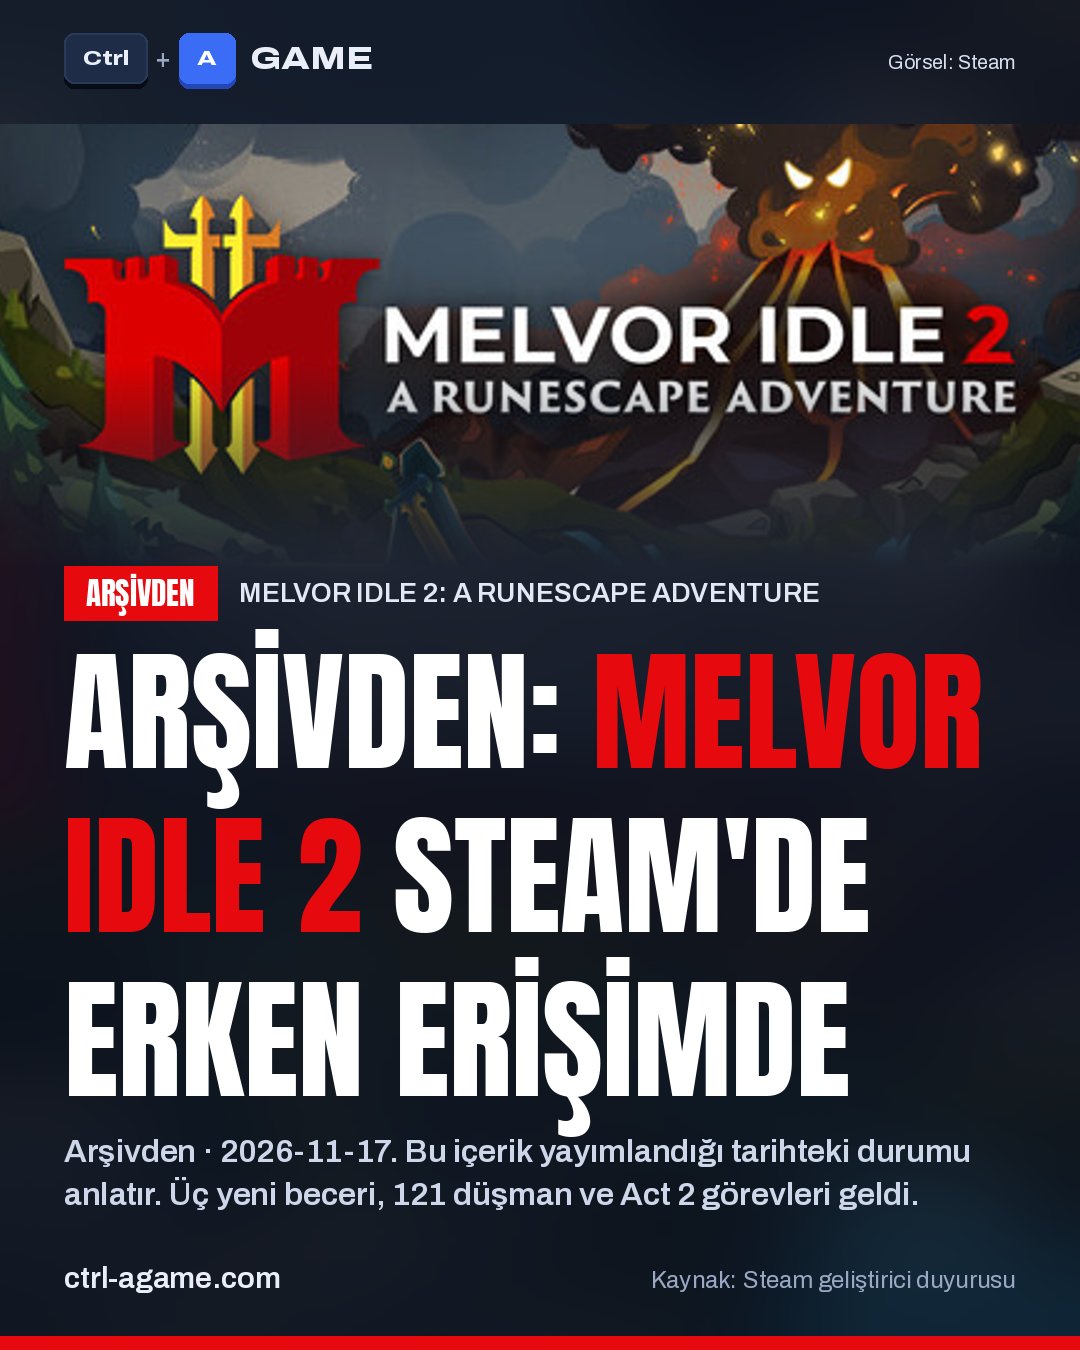 Ctrl + A GAME
Görsel: Steam
M
MELVOR IDLE 2
A RUNESCAPE ADVENTURE
ARŞİVDEN
MELVOR IDLE 2: A RUNESCAPE ADVENTURE
ARŞİVDEN: MELVOR
IDLE 2 STEAM'DE
ERKEN ERİŞİMDE
Arşivden · 2026-11-17. Bu içerik yayımlandığı tarihteki durumu
anlatır. Üç yeni beceri, 121 düşman ve Act 2 görevleri geldi.
ctrl-agame.com
Kaynak: Steam geliştirici duyurusu